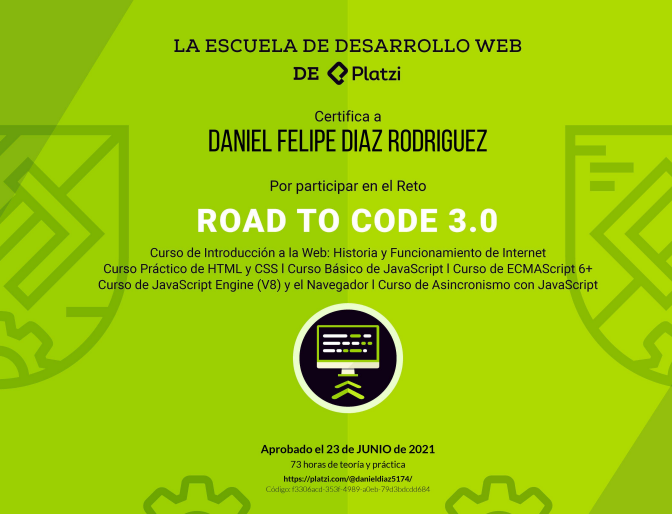 LA ESCUELA DE DESARROLLO WEB
DE Platzi
Certifica a
DANIEL FELIPE DIAZ RODRIGUEZ
Por participar en el Reto
ROAD TO CODE 3.0
Curso de Introducción a la Web: Historia y Funcionamiento de Internet
Curso Práctico de HTML y CSS l Curso Básico de JavaScript l Curso de ECMAScript 6+
Curso de JavaScript Engine (V8) y el Navegador l Curso de Asincronismo con JavaScript
Aprobado el 23 de JUNIO de 2021
73 horas de teoría y práctica
https://platzi.com/@danieldiaz5174/
Código: f3306acd-353f-4989-a0eb-79d3bdcdd684